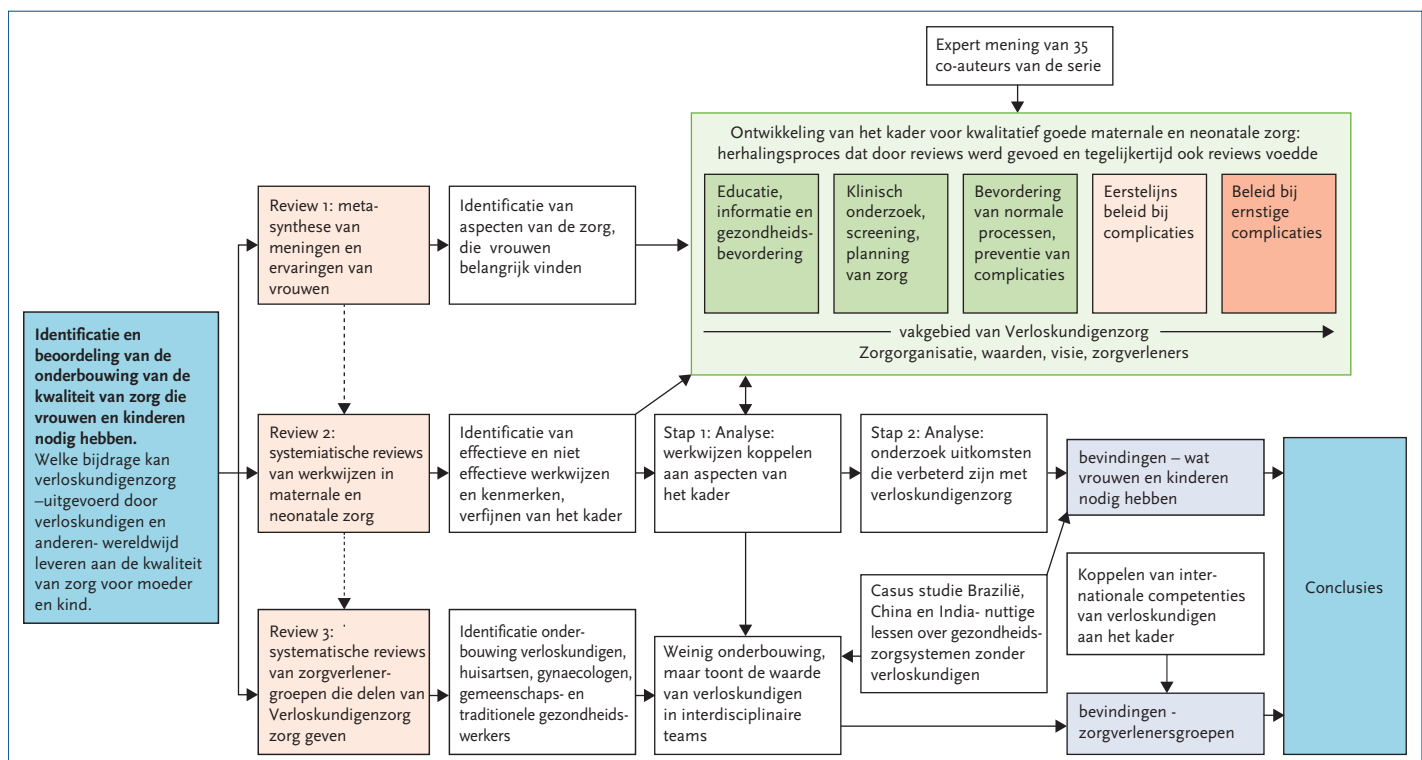 Expert mening van 35
co-auteurs van de serie
Ontwikkeling van het kader voor kwalitatief goede maternale en neonatale zorg:
herhalingsproces dat door reviews werd gevoed en tegelijkertijd ook reviews voedde
Educatie,
informatie en
gezondheids-
bevordering
Klinisch
onderzoek,
screening,
planning
van zorg
Bevordering
van normale
processen,
preventie van
complicaties
Eerstelijns
beleid bij
complicaties
Beleid bij
ernstige
complicaties
vakgebied van Verloskundigenzorg
Zorgorganisatie, waarden, visie, zorgverleners
Review 1: meta-
synthese van
meningen en
ervaringen van
vrouwen
Identificatie van
aspecten van de zorg,
die vrouwen
belangrijk vinden
Identificatie en
beoordeling van de
onderbouwing van de
kwaliteit van zorg die
vrouwen en kinderen
nodig hebben.
Welke bijdrage kan
verloskundigenzorg
–uitgevoerd door
verloskundigen en
anderen- wereldwijd
leveren aan de kwaliteit
van zorg voor moeder
en kind.
Review 2:
systemiatische reviews
van werkwijzen in
maternale en
neonatale zorg
Identificatie van
effectieve en niet
effectieve werkwijzen
en kenmerken,
verfijnen van het kader
Stap 1: Analyse:
werkwijzen koppelen
aan aspecten van
het kader
Stap 2: Analyse:
onderzoek uitkomsten
die verbeterd zijn met
verloskundigenzorg
bevindingen – wat
vrouwen en kinderen
nodig hebben
Review 3:
systematische reviews
van zorgverlener-
groepen die delen van
Verloskundigenzorg
zorg geven
Identificatie onder-
bouwing verloskundigen,
huisartsen, gynaecologen,
gemeenschaps- en
traditionele gezondheids-
werkers
Weinig onderbouwing,
maar toont de waarde
van verloskundigen
in interdisciplinaire
teams
Casus studie Brazilië,
China en India- nuttige
lessen over gezondheids-
zorgsystemen zonder
verloskundigen
Koppelen van inter-
nationale competenties
van verloskundigen
aan het kader
bevindingen -
zorgverlenersgroepen
Conclusies